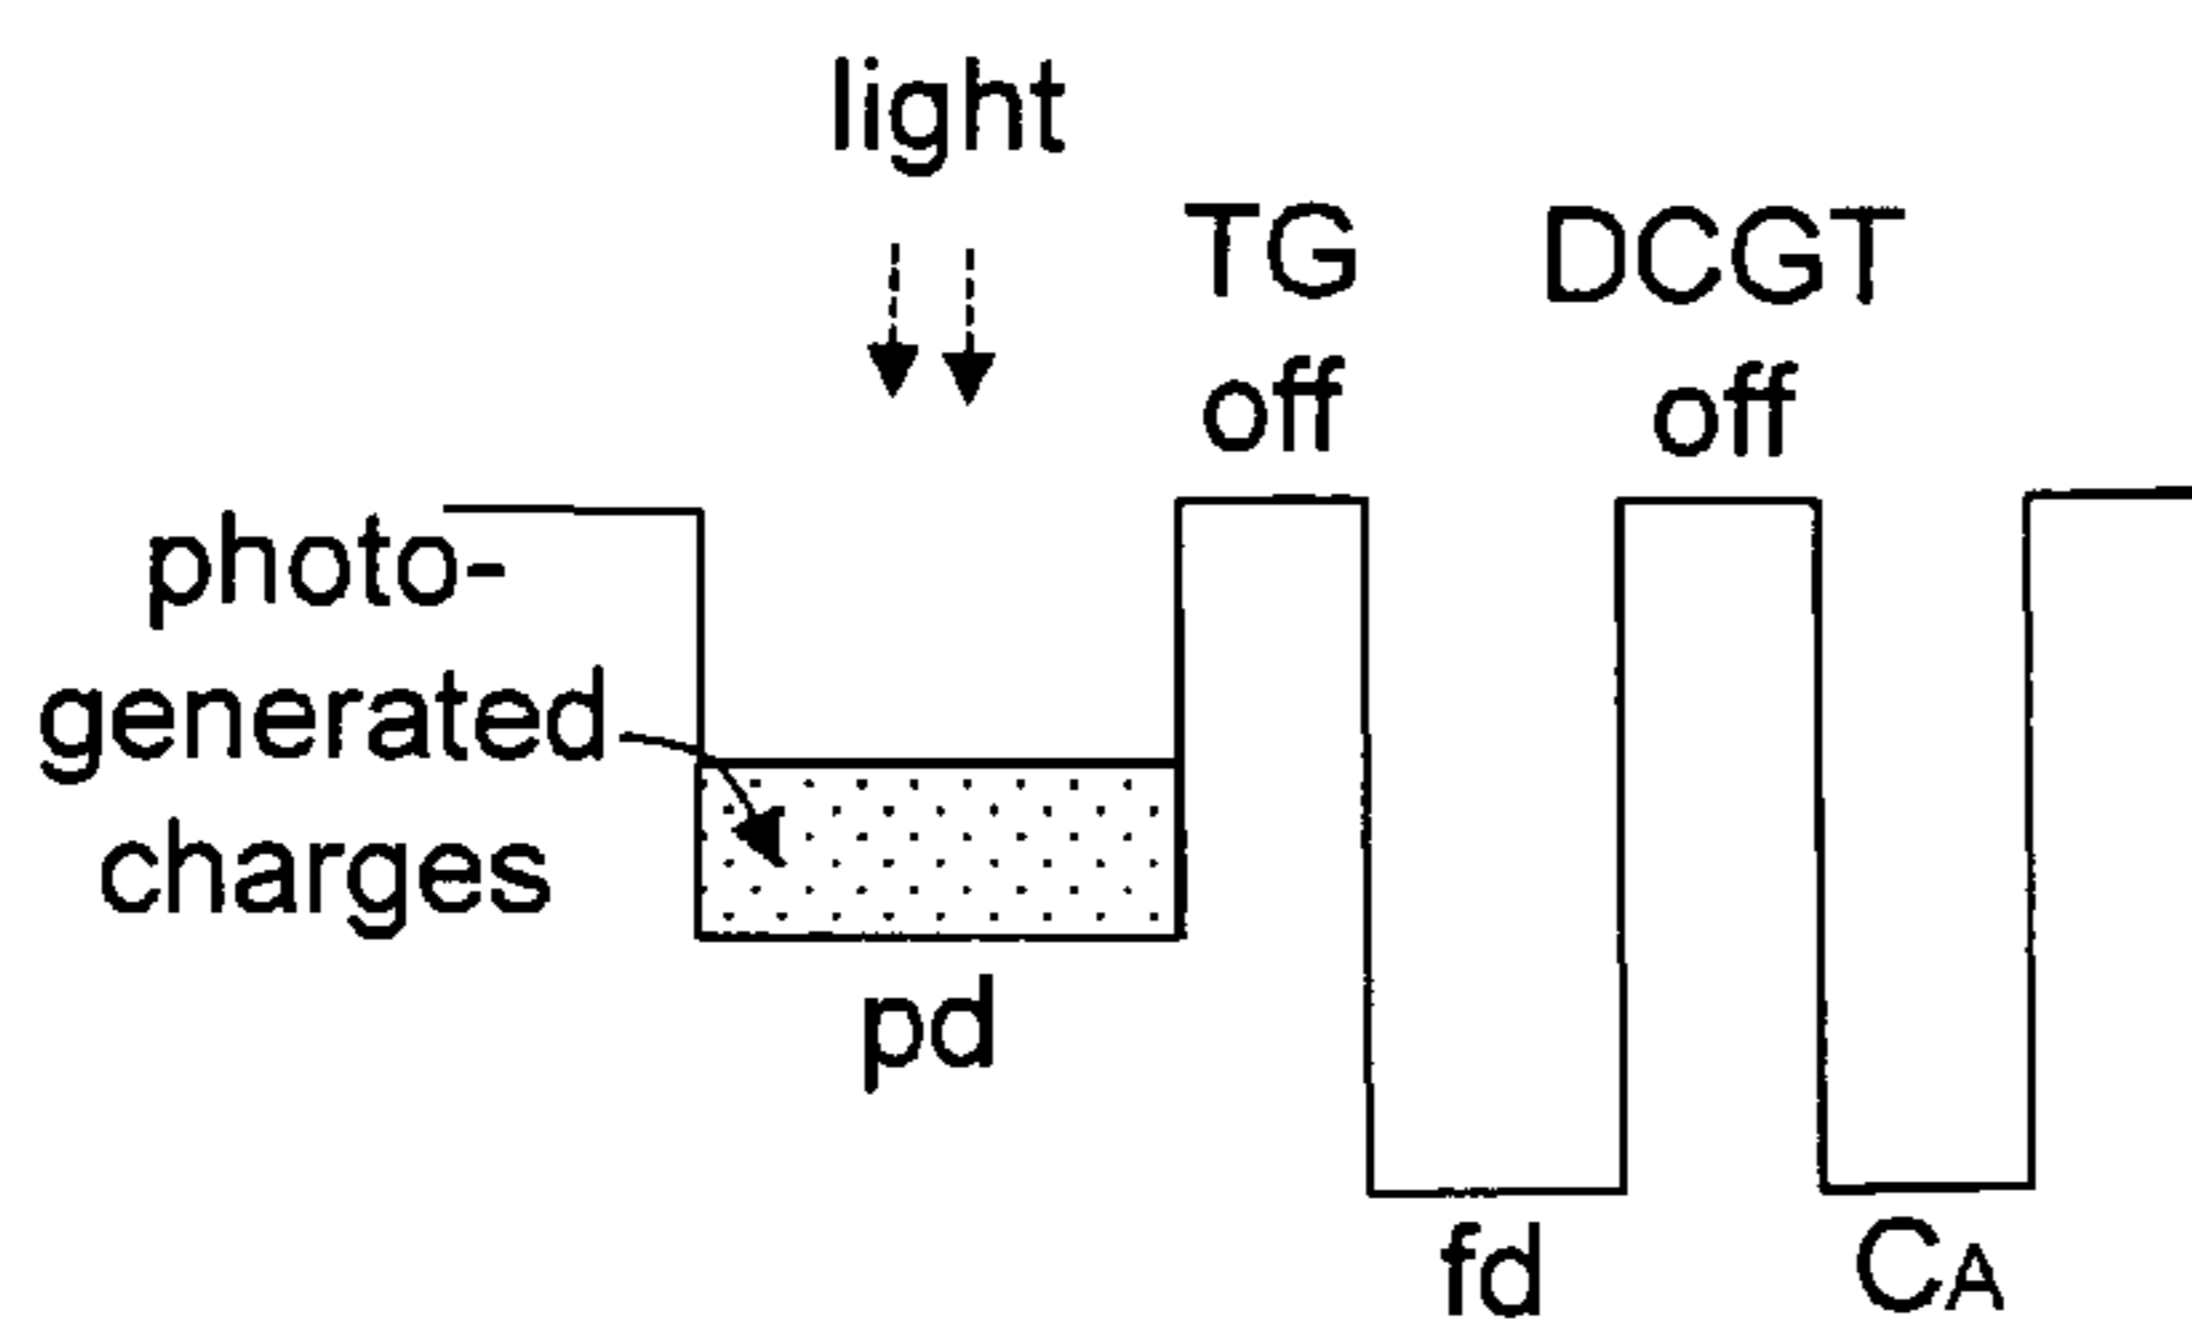 light
TG
off
DCGT
off
photo-
generated
charges
pd
fd
CA